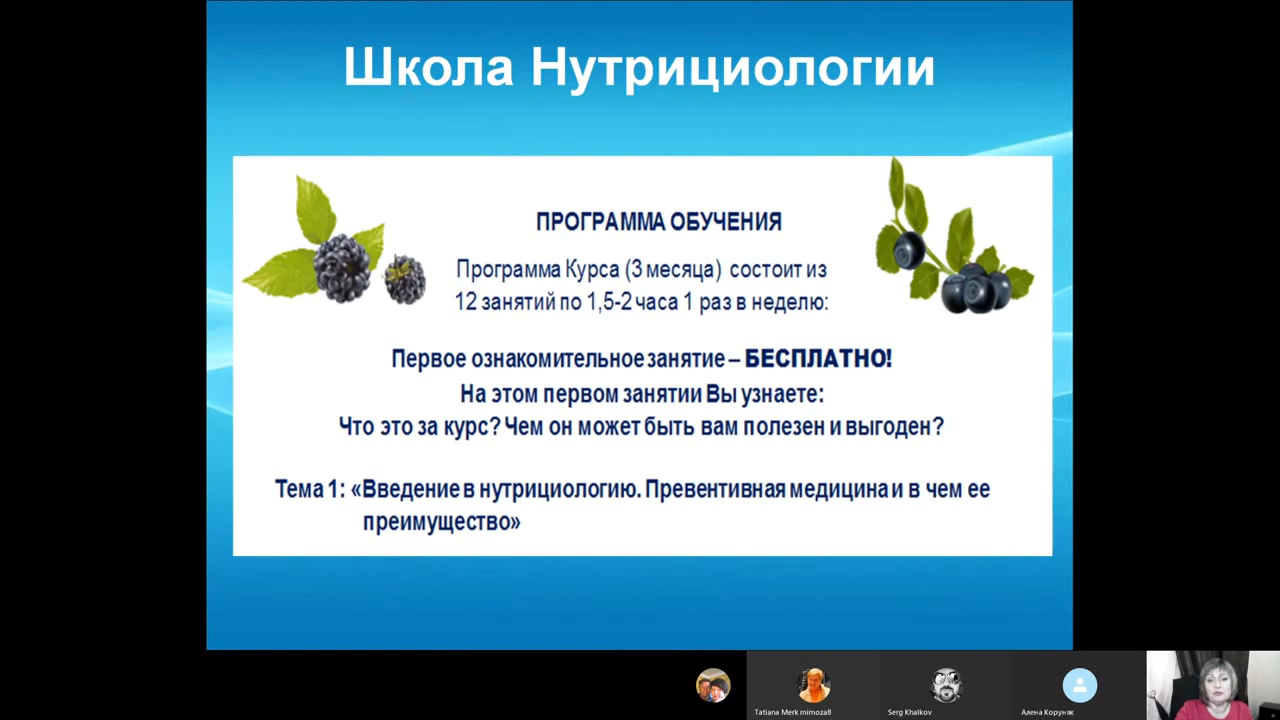 Школа Нутрициологии
ПРОГРАММА ОБУЧЕНИЯ
Программа Курса (3 месяца) состоит из
12 занятий по 1,5-2 часа 1 раз в неделю:
Первое ознакомительное занятие – БЕСПЛАТНО!
На этом первом занятии Вы узнаете:
Что это за курс? Чем он может быть вам полезен и выгоден?
Тема 1: «Введение в нутрициологию. Превентивная медицина и в чем ее
преимущество»
Tatiana Merk mimoza8
Serg Khalkov
Алена Коруняк